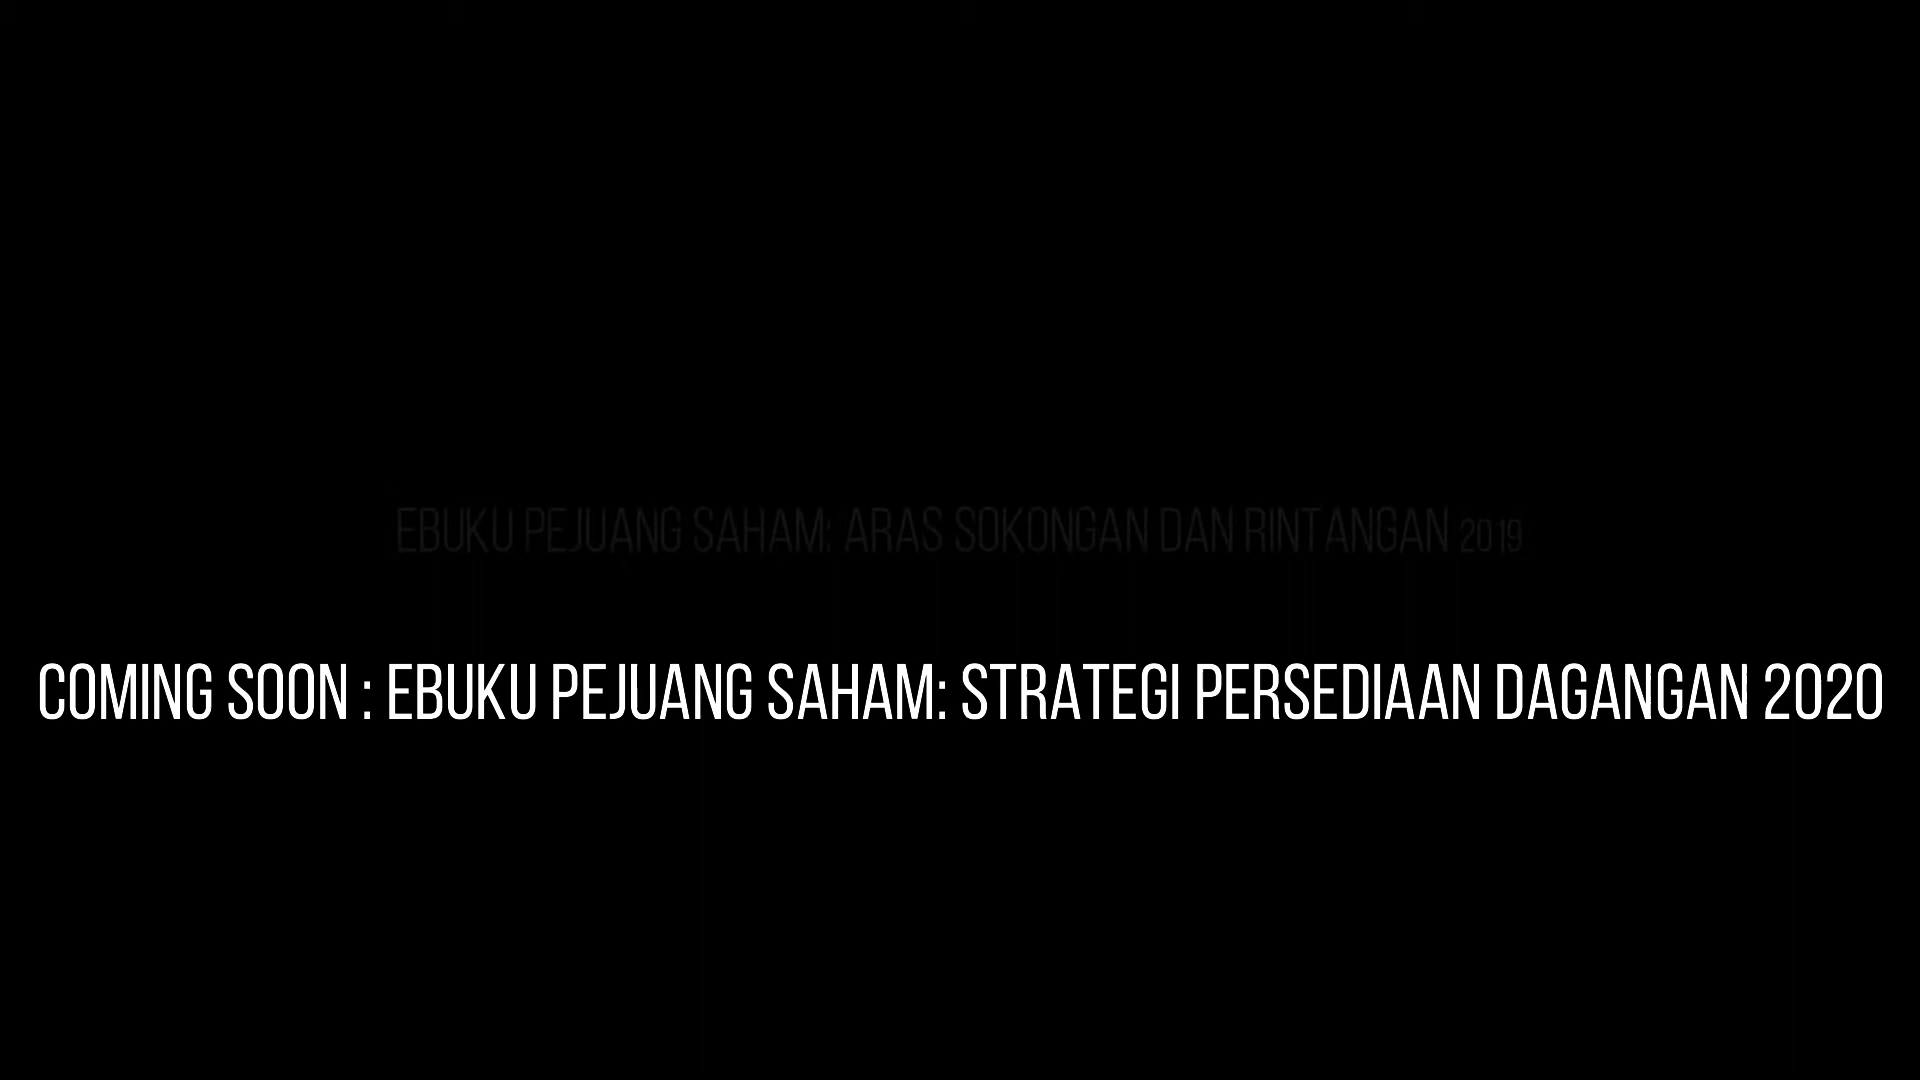 EBUKU PEJUANG SAHAM: ARAS SOKONGAN DAN RINTANGAN 2019
COMING SOON : EBUKU PEJUANG SAHAM: STRATEGI PERSEDIAAN DAGANGAN 2020